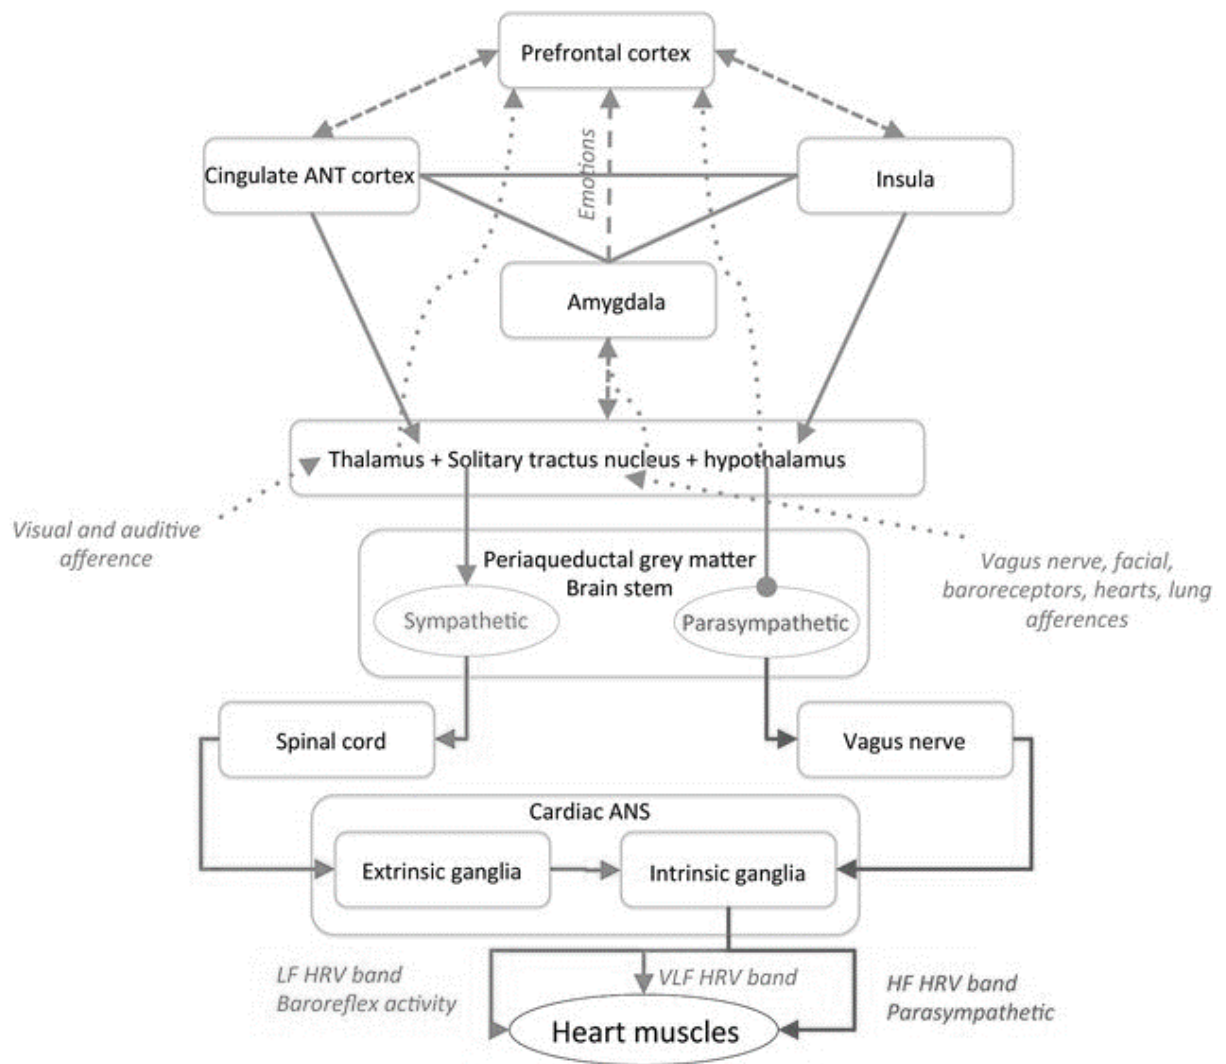 Prefrontal cortex
Emotions
Cingulate ANT cortex
Insula
Amygdala
Thalamus + Solitary tractus nucleus + hypothalamus
Visual and auditive
afference
Periaqueductal grey matter
Brain stem
Vagus nerve, facial,
baroreceptors, hearts, lung
afferences
Sympathetic
Parasympathetic
Spinal cord
Vagus nerve
Cardiac ANS
Extrinsic ganglia
Intrinsic ganglia
LF HRV band
Baroreflex activity
VLF HRV band
HF HRV band
Parasympathetic
Heart muscles